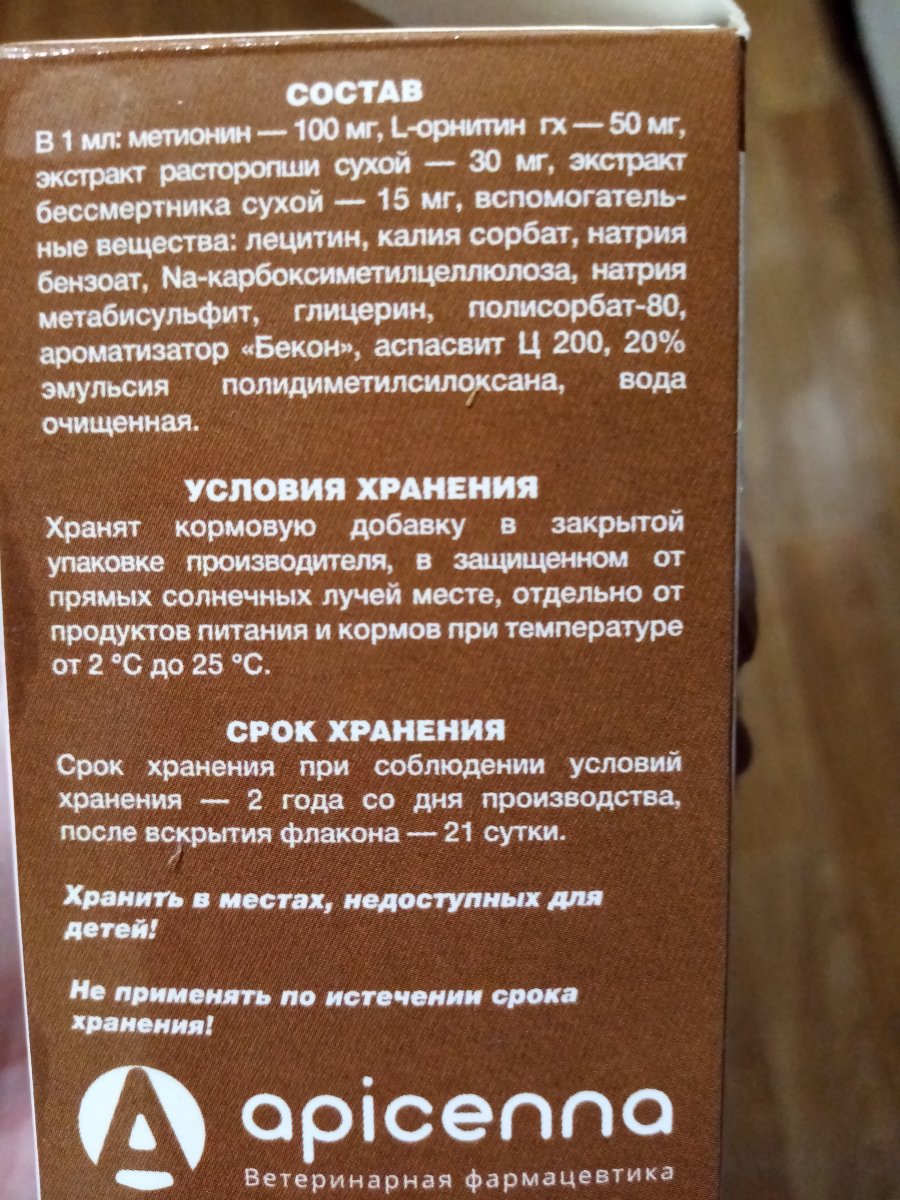 СОСТАВ
В 1 мл: метионин — 100 мг, L-орнитин гх — 50 мг,
экстракт расторопши сухой — 30 мг, экстракт
бессмертника сухой — 15 мг, вспомогатель-
ные вещества: лецитин, калия сорбат, натрия
бензоат, Na-карбоксиметилцеллюлоза, натрия
метабисульфит, глицерин, полисорбат-80,
ароматизатор «Бекон», аспасвит Ц 200, 20%
эмульсия полидиметилсилоксана, вода
очищенная.
УСЛОВИЯ ХРАНЕНИЯ
Хранят кормовую добавку в закрытой
упаковке производителя, в защищенном от
прямых солнечных лучей месте, отдельно от
продуктов питания и кормов при температуре
от 2 °С до 25 °С.
СРОК ХРАНЕНИЯ
Срок хранения при соблюдении условий
хранения — 2 года со дня производства,
после вскрытия флакона — 21 сутки.
Хранить в местах, недоступных для
детей!
Не применять по истечении срока
хранения!
apicenna
Ветеринарная фармацевтика